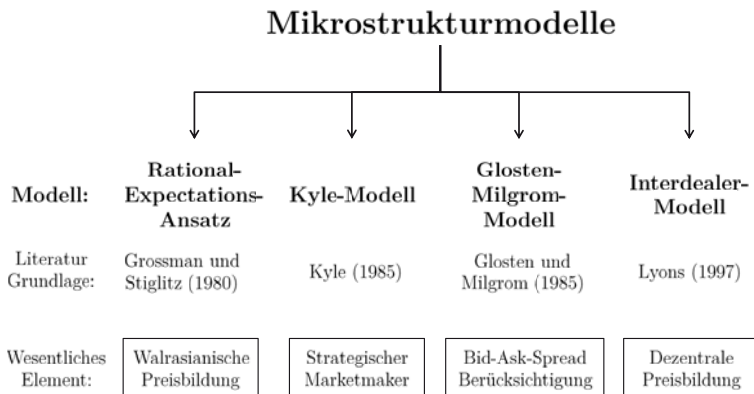 Mikrostrukturmodelle
Modell:
Rational-
Expectations-
Ansatz
Kyle-Modell
Glosten-
Milgrom-
Modell
Interdealer-
Modell
Literatur
Grundlage:
Grossman und
Stiglitz (1980)
Kyle (1985)
Glosten und
Milgrom (1985)
Lyons (1997)
Wesentliches
Element:
Walrasianische
Preisbildung
Strategischer
Marketmaker
Bid-Ask-Spread
Berücksichtigung
Dezentrale
Preisbildung